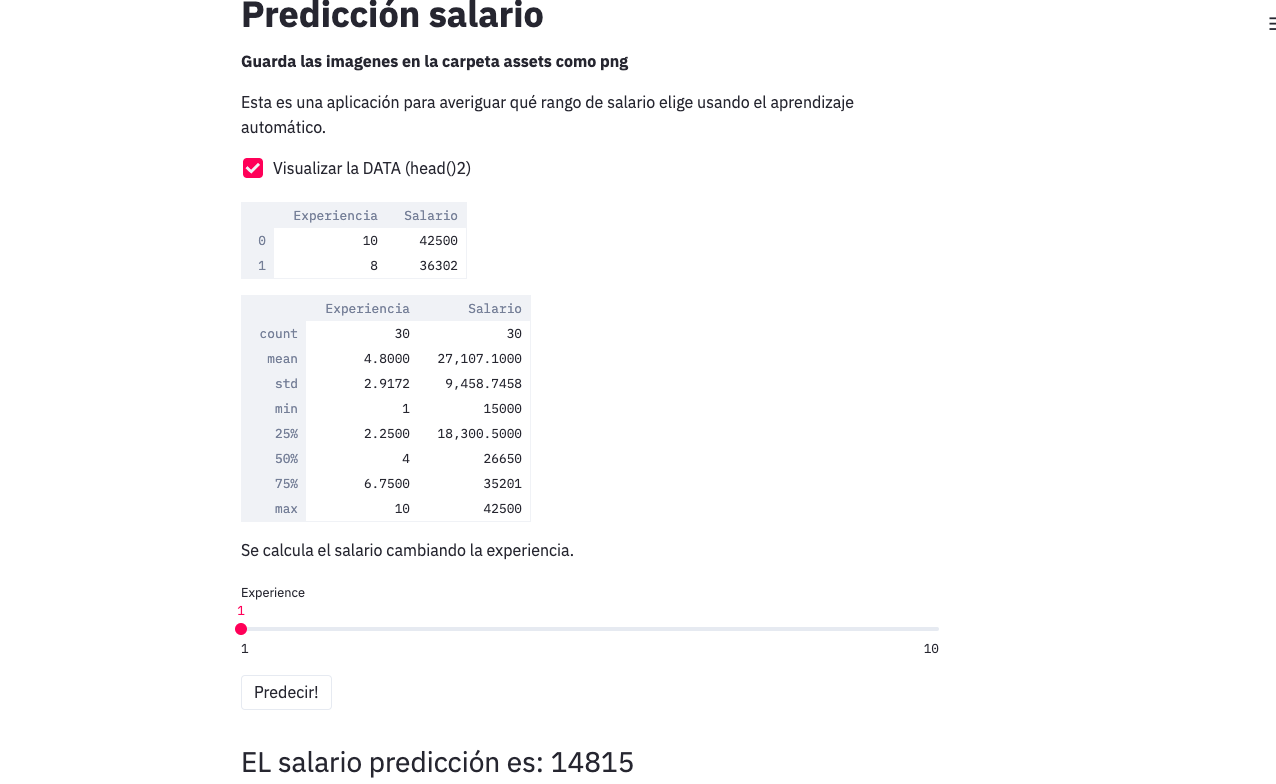 Predicción salario
Guarda las imagenes en la carpeta assets como png
Esta es una aplicación para averiguar qué rango de salario elige usando el aprendizaje
automático.
Visualizar la DATA (head()2)
Experiencia Salario
0 10 42500
1 8 36302
Experiencia Salario
count 30 30
mean 4.8000 27,107.1000
std 2.9172 9,458.7458
min 1 15000
25% 2.2500 18,300.5000
50% 4 26650
75% 6.7500 35201
max 10 42500
Se calcula el salario cambiando la experiencia.
Experience
1
1 10
Predecir!
EL salario predicción es: 14815